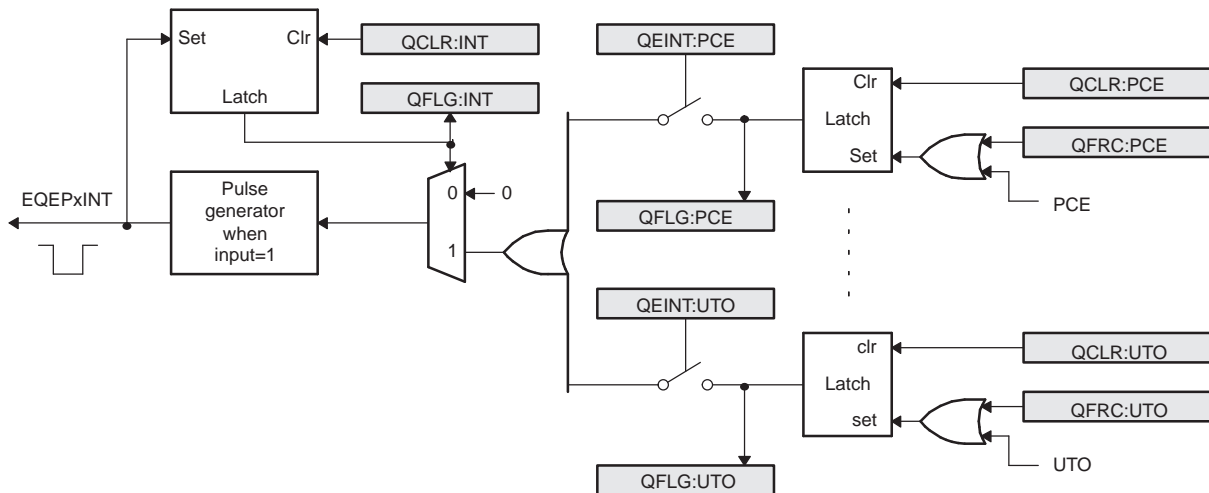 Set
Clr
Latch
QCLR:INT
QFLG:INT
EQEPxINT
Pulse
generator
when
input=1
0
0
1
QEINT:PCE
QFLG:PCE
Clr
Latch
Set
QCLR:PCE
QFRC:PCE
PCE
QEINT:UTO
QFLG:UTO
clr
Latch
set
QCLR:UTO
QFRC:UTO
UTO